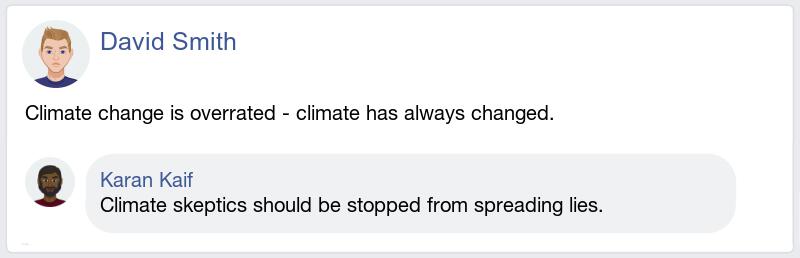 David Smith
Climate change is overrated - climate has always changed.
Karan Kaif
Climate skeptics should be stopped from spreading lies.